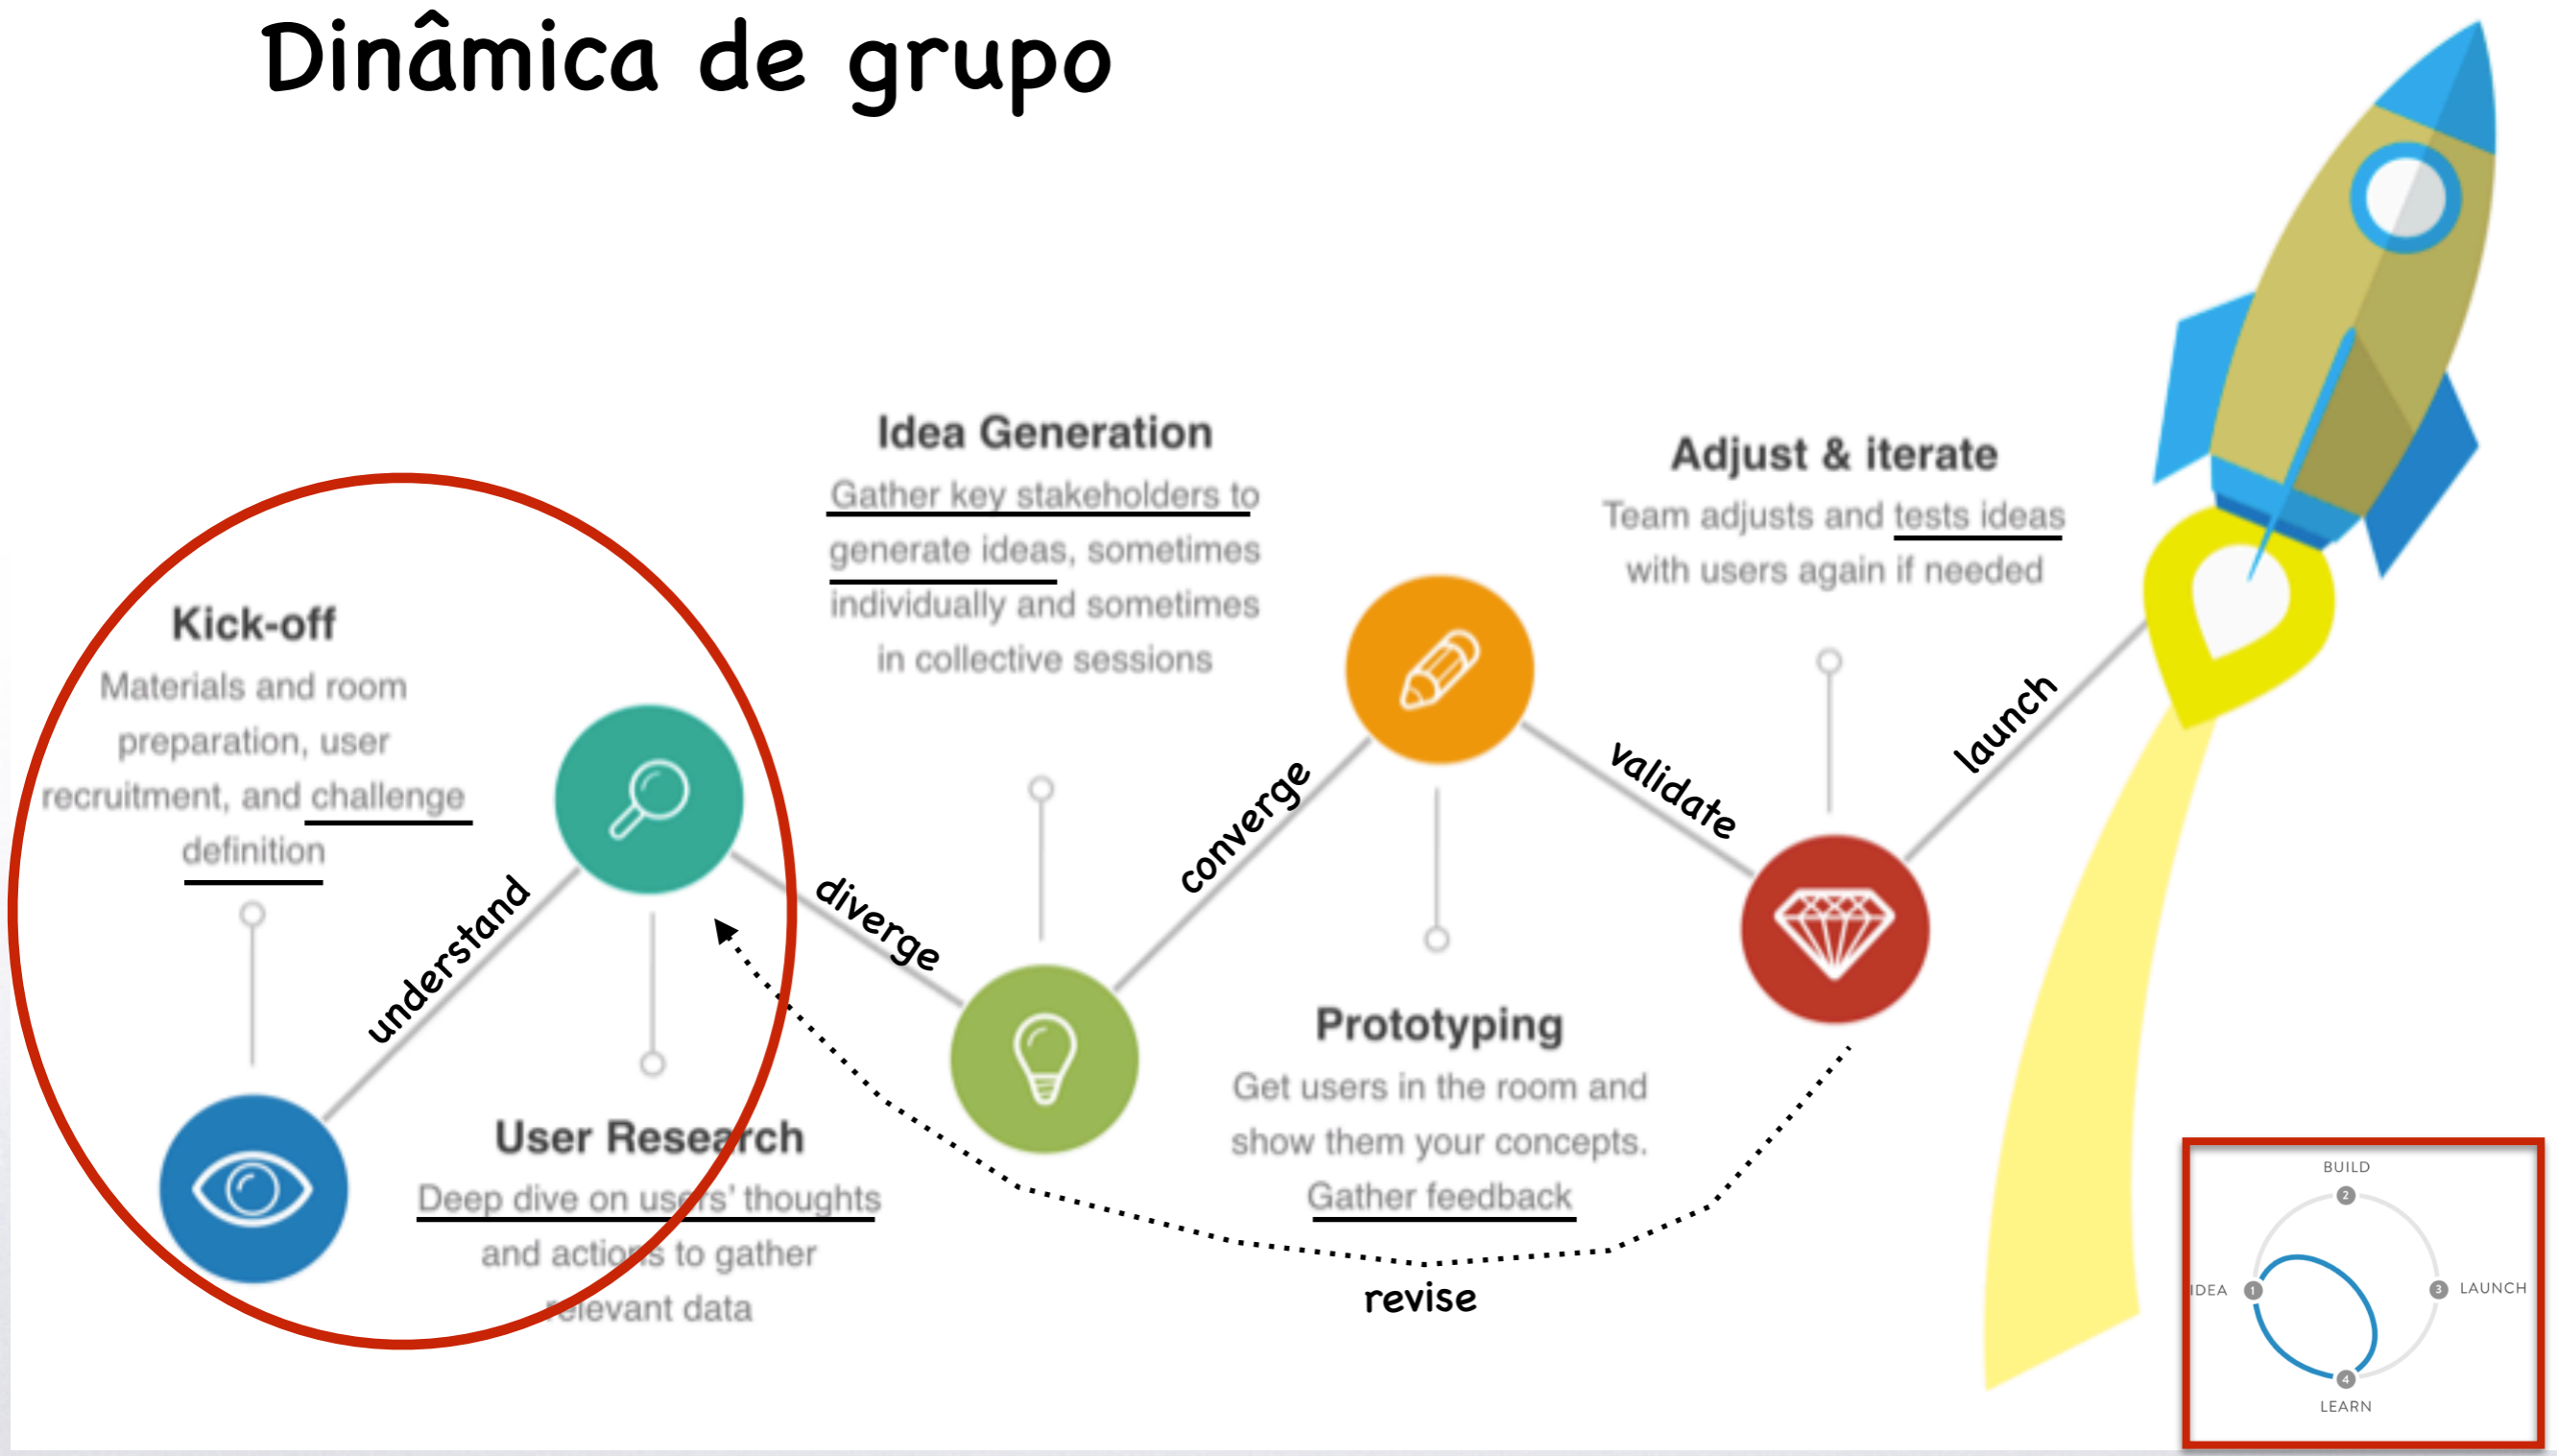 Dinâmica de grupo
Kick-off
Materials and room
preparation, user
recruitment, and challenge
definition
understand
User Research
Deep dive on users' thoughts
and actions to gather
relevant data
diverge
Idea Generation
Gather key stakeholders to
generate ideas, sometimes
individually and sometimes
in collective sessions
converge
Prototyping
Get users in the room and
show them your concepts.
Gather feedback
validate
Adjust & iterate
Team adjusts and tests ideas
with users again if needed
launch
revise
BUILD
2
IDEA
1
3
LAUNCH
4
LEARN